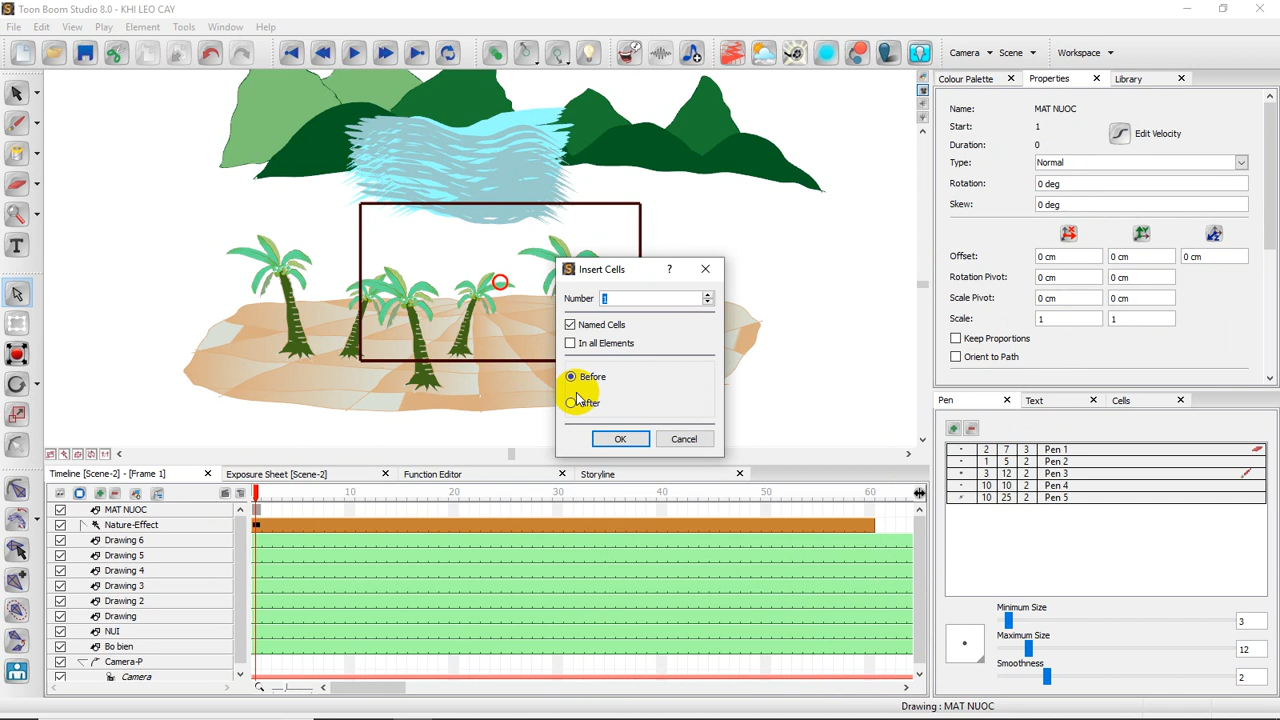 Toon Boom Studio 8.0 - KHI LEO CAY
File Edit View Play Element Tools Window Help
Camera Scene Workspace
Colour Palette Properties Library
Name: MAT NUOC
Start: 1
Edit Velocity
Duration: 0
Type: Normal
Rotation: 0 deg
Skew: 0 deg
Offset: 0 cm 0 cm 0 cm
Rotation Pivot: 0 cm 0 cm
Scale Pivot: 0 cm 0 cm
Scale: 1 1
Keep Proportions
Orient to Path
Insert Cells ?
Number 1
Named Cells
In all Elements
Before
After
OK Cancel
Pen Text Cells
2 7 3 Pen 1
1 5 2 Pen 2
3 12 2 Pen 3
10 10 2 Pen 4
10 25 2 Pen 5
Minimum Size
3
Maximum Size
12
Smoothness
2
Timeline [Scene-2] - [Frame 1] Exposure Sheet [Scene-2] Function Editor Storyline
10 20 30 40 50 60
MAT NUOC
Nature-Effect
Drawing 6
Drawing 5
Drawing 4
Drawing 3
Drawing 2
Drawing
NUI
Bo bien
Camera-P
Camera
Drawing : MAT NUOC